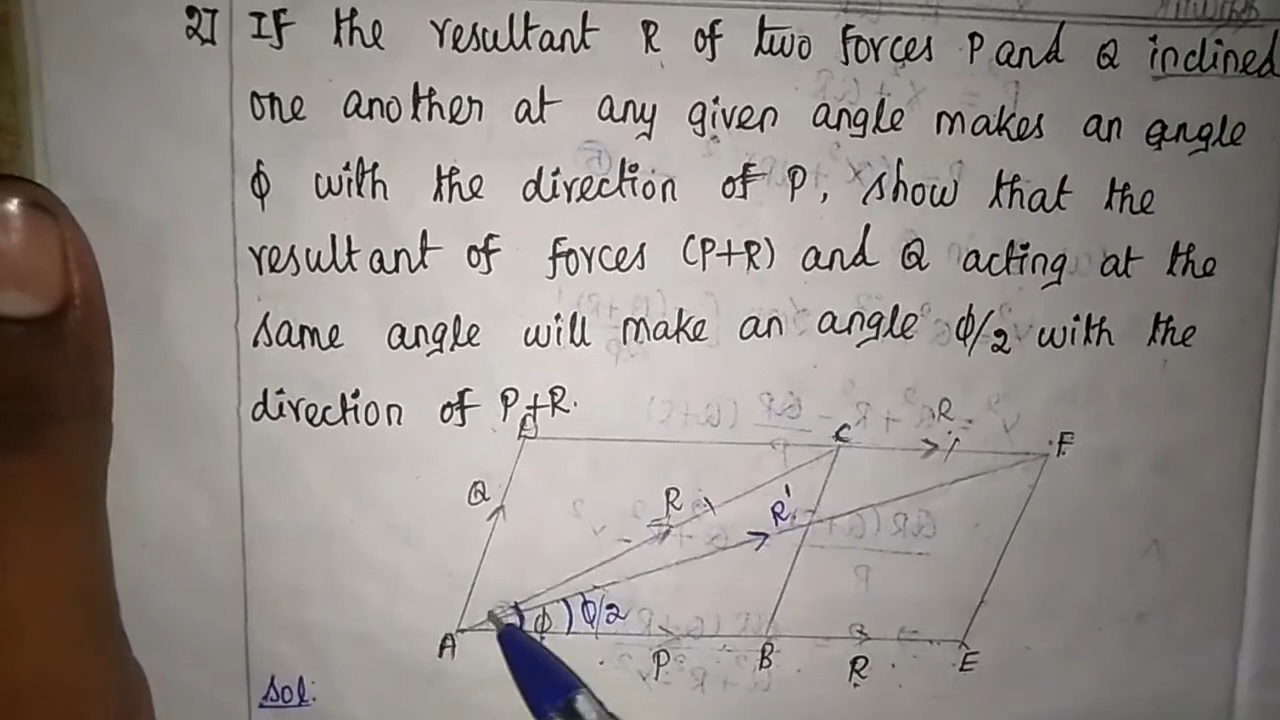 2] If the resultant R of two forces P and Q inclined
one another at any given angle makes an angle
φ with the direction of P, show that the
resultant of forces (P+R) and Q acting at the
same angle will make an angle φ/2 with the
direction of P+R.
D C R F
Q R R'
φ φ/2
A P B R E
Sol: